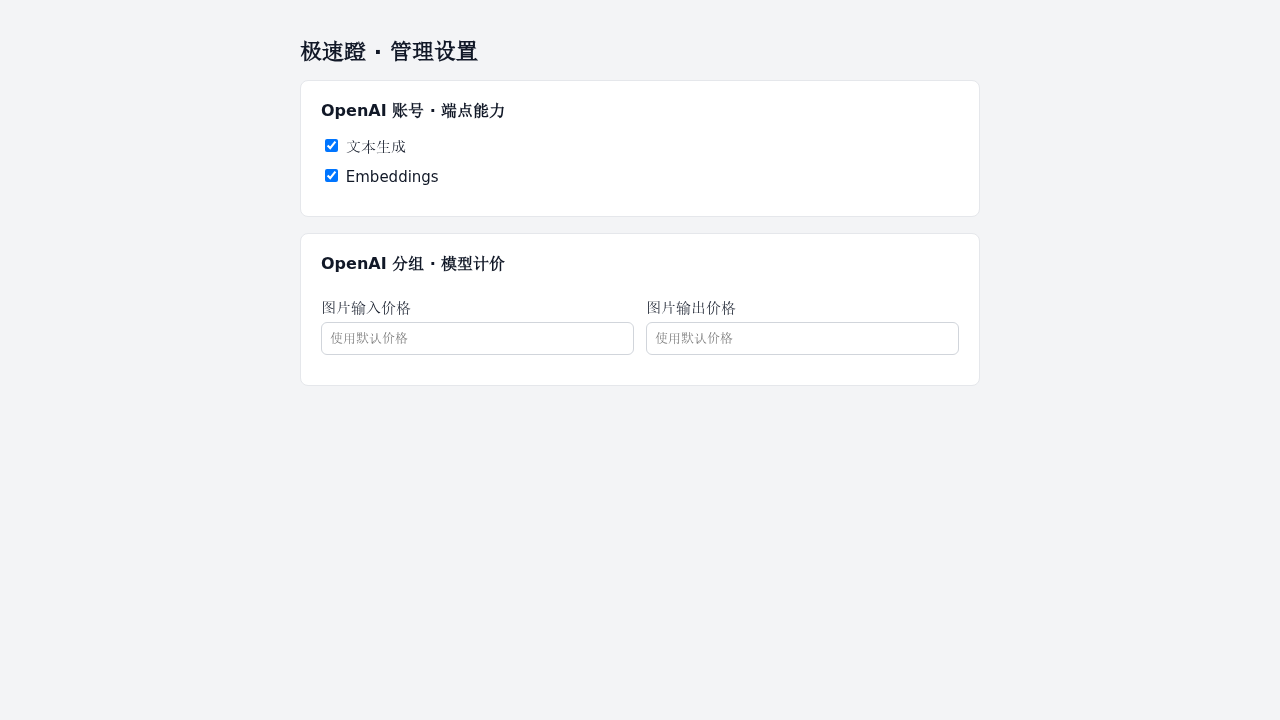 极速蹬 · 管理设置
OpenAI 账号 · 端点能力
文本生成
Embeddings
OpenAI 分组 · 模型计价
图片输入价格
图片输出价格
使用默认价格
使用默认价格